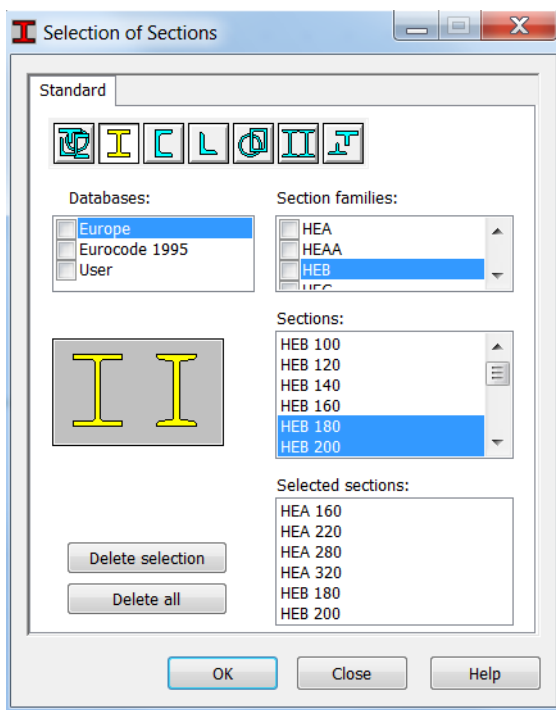 Selection of Sections
X
Standard
Databases:
Europe
Eurocode 1995
User
Section families:
HEA
HEAA
HEB
HEC
Sections:
HEB 100
HEB 120
HEB 140
HEB 160
HEB 180
HEB 200
Selected sections:
HEA 160
HEA 220
HEA 280
HEA 320
HEB 180
HEB 200
Delete selection
Delete all
OK
Close
Help